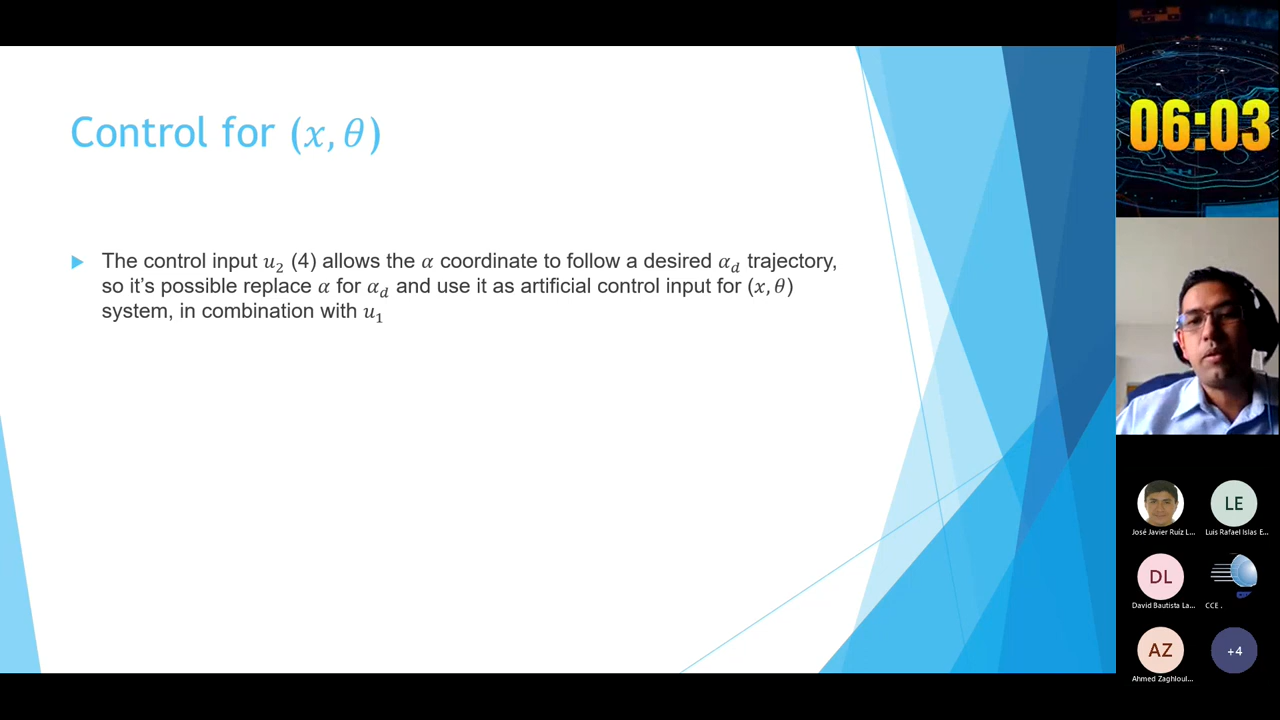 Control for (x, θ)
The control input u₂ (4) allows the α coordinate to follow a desired α_d trajectory,
so it's possible replace α for α_d and use it as artificial control input for (x, θ)
system, in combination with u₁
06:03
LE
José Javier Ruiz L...
Luis Rafael Islas E...
DL
David Bautista La...
CCE .
AZ
+4
Ahmed Zaghloul...